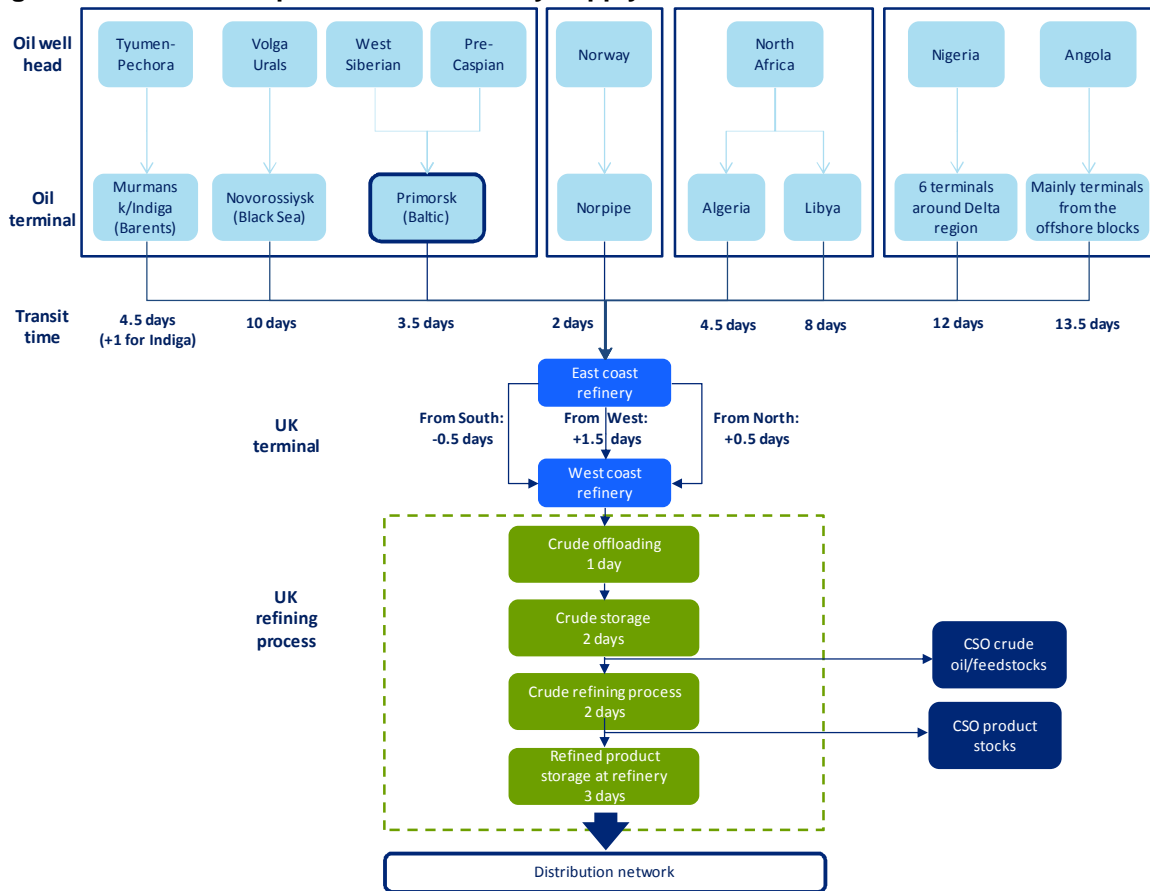 Oil well
head
Tyumen-
Pechora
Volga
Urals
West
Siberian
Pre-
Caspian
Norway
North
Africa
Nigeria
Angola
Oil
terminal
Murmans
k/Indiga
(Barents)
Novorossiysk
(Black Sea)
Primorsk
(Baltic)
Norpipe
Algeria
Libya
6 terminals
around Delta
region
Mainly terminals
from the
offshore blocks
Transit
time
4.5 days
(+1 for Indiga)
10 days
3.5 days
2 days
4.5 days
8 days
12 days
13.5 days
East coast
refinery
UK
terminal
From South:
-0.5 days
From West:
+1.5 days
From North:
+0.5 days
West coast
refinery
UK
refining
process
Crude offloading
1 day
Crude storage
2 days
CSO crude
oil/feedstocks
Crude refining process
2 days
CSO product
stocks
Refined product
storage at refinery
3 days
Distribution network